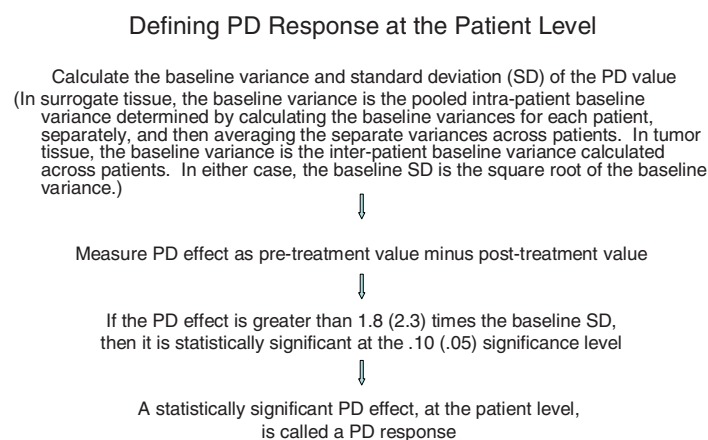 Defining PD Response at the Patient Level
Calculate the baseline variance and standard deviation (SD) of the PD value
(In surrogate tissue, the baseline variance is the pooled intra-patient baseline
variance determined by calculating the baseline variances for each patient,
separately, and then averaging the separate variances across patients. In tumor
tissue, the baseline variance is the inter-patient baseline variance calculated
across patients. In either case, the baseline SD is the square root of the baseline
variance.)
Measure PD effect as pre-treatment value minus post-treatment value
If the PD effect is greater than 1.8 (2.3) times the baseline SD,
then it is statistically significant at the .10 (.05) significance level
A statistically significant PD effect, at the patient level,
is called a PD response